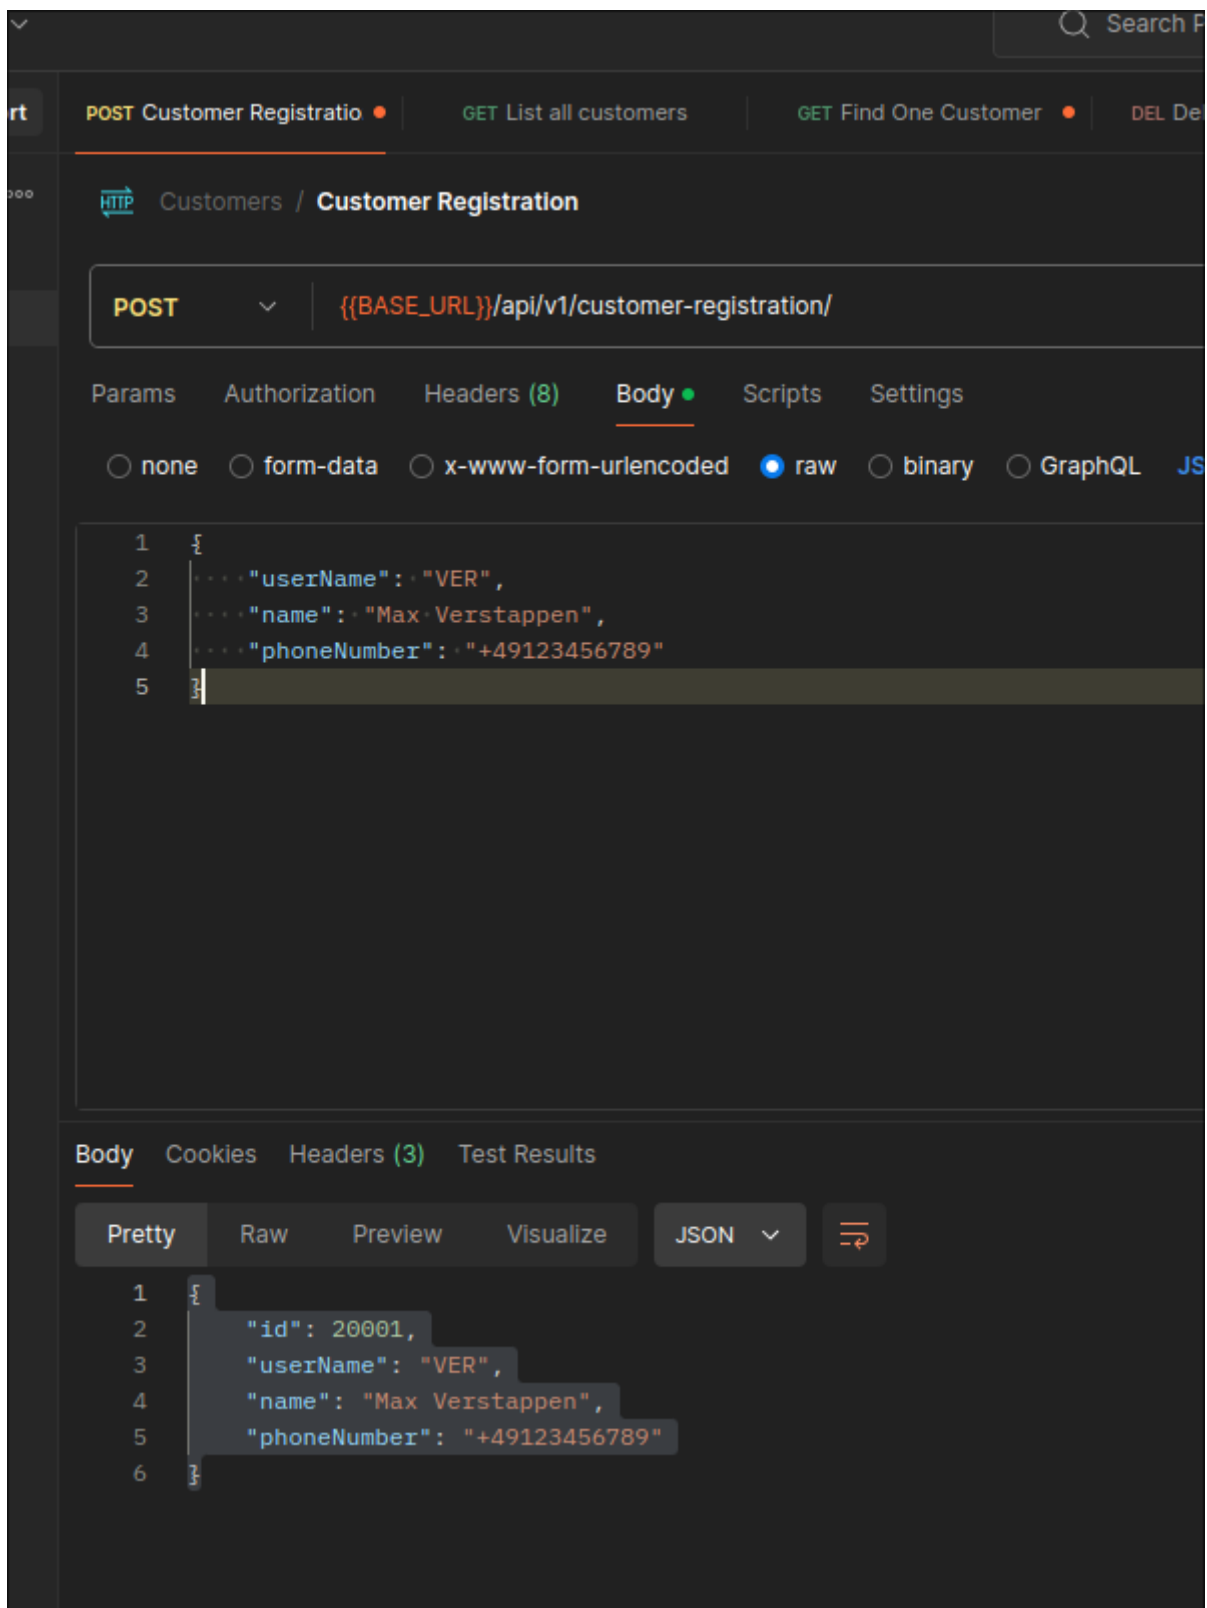 Search P
rt POST Customer Registratio GET List all customers GET Find One Customer DEL Del
HTTP Customers / Customer Registration
POST {{BASE_URL}}/api/v1/customer-registration/
Params Authorization Headers (8) Body Scripts Settings
none form-data x-www-form-urlencoded raw binary GraphQL JS
1 {
2 "userName": "VER",
3 "name": "Max Verstappen",
4 "phoneNumber": "+49123456789"
5 }
Body Cookies Headers (3) Test Results
Pretty Raw Preview Visualize JSON
1 {
2 "id": 20001,
3 "userName": "VER",
4 "name": "Max Verstappen",
5 "phoneNumber": "+49123456789"
6 }